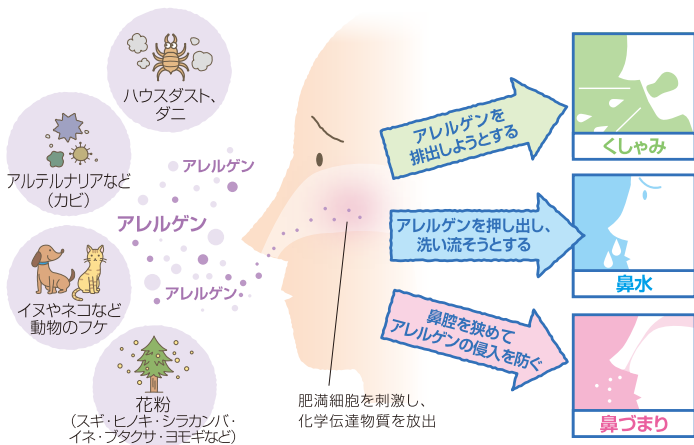 ハウスダスト、
ダニ
アルテルナリアなど
（カビ）
イヌやネコなど
動物のフケ
花粉
（スギ・ヒノキ・シラカンバ・
イネ・ブタクサ・ヨモギなど）
アレルゲン
アレルゲン
アレルゲン
肥満細胞を刺激し、
化学伝達物質を放出
アレルゲンを
排出しようとする
くしゃみ
アレルゲンを押し出し、
洗い流そうとする
鼻水
鼻腔を狭めて
アレルゲンの侵入を防ぐ
鼻づまり